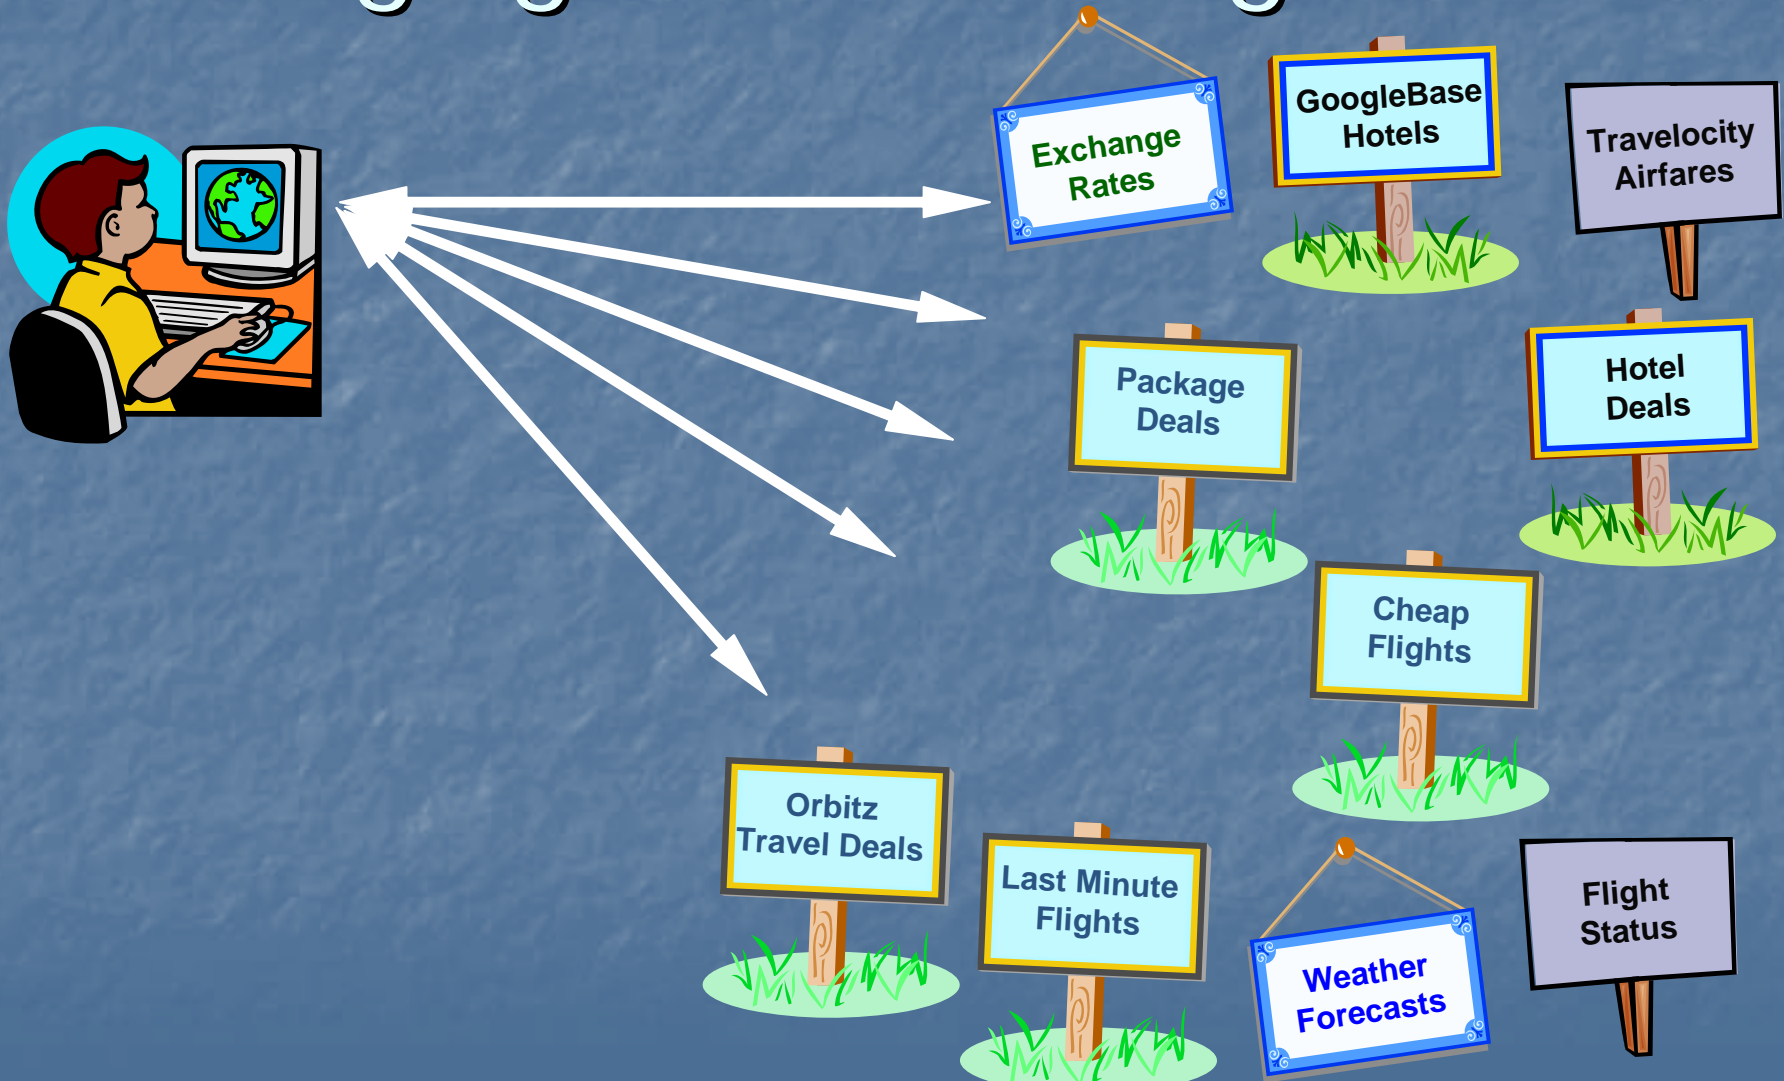 Exchange
Rates
GoogleBase
Hotels
Travelocity
Airfares
Package
Deals
Hotel
Deals
Cheap
Flights
Orbitz
Travel Deals
Last Minute
Flights
Weather
Forecasts
Flight
Status